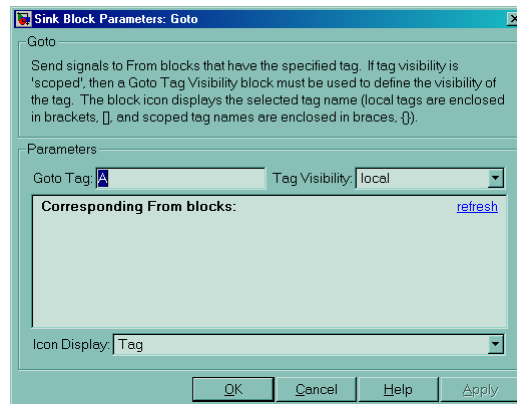 Sink Block Parameters: Goto
Goto
Send signals to From blocks that have the specified tag. If tag visibility is
'scoped', then a Goto Tag Visibility block must be used to define the visibility of
the tag. The block icon displays the selected tag name (local tags are enclosed
in brackets, [], and scoped tag names are enclosed in braces, {}).
Parameters
Goto Tag: A Tag Visibility: local
Corresponding From blocks: refresh
Icon Display: Tag
OK Cancel Help Apply